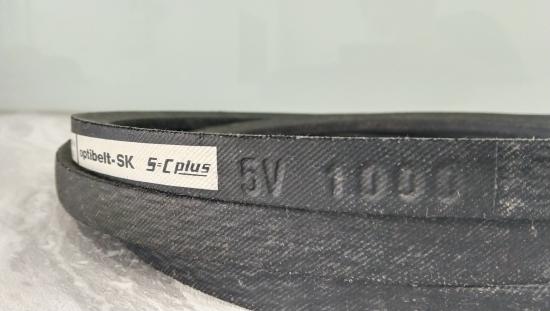 optibelt-SK S=C plus 5V 1000